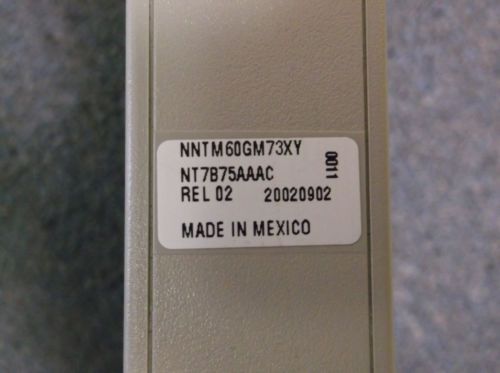 NNTM60GM73XY
NT7B75AAAC
REL 02 20020902
MADE IN MEXICO
0011